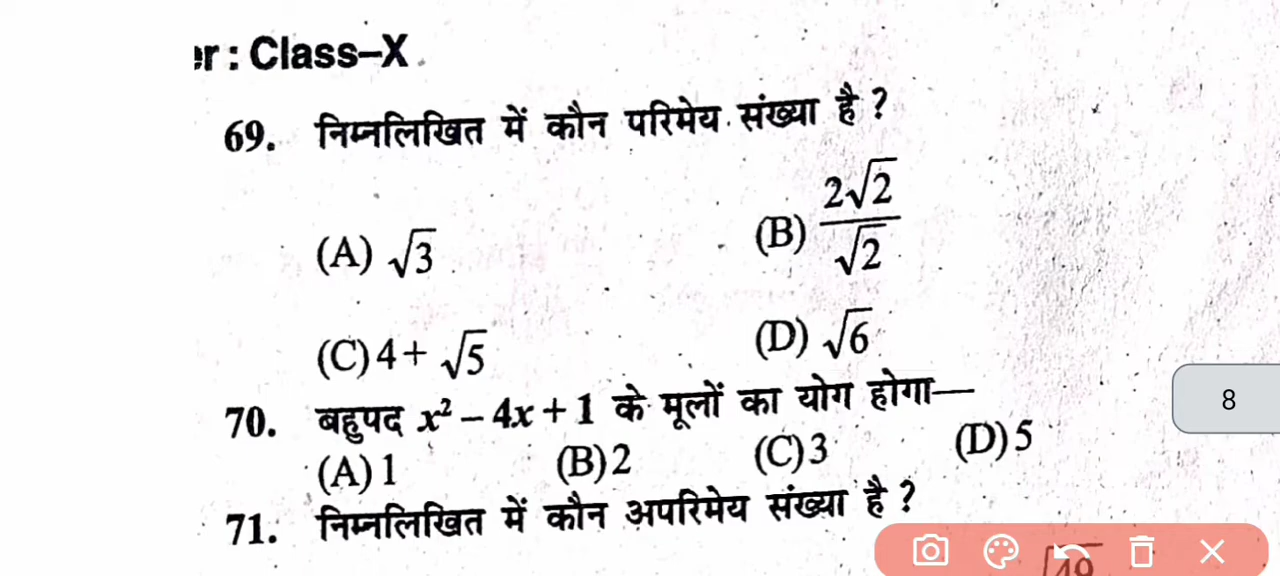 r : Class–X
69. निम्नलिखित में कौन परिमेय संख्या है ?
(A) √3 (B) 2√2/√2
(C) 4 + √5 (D) √6
70. बहुपद x² – 4x + 1 के मूलों का योग होगा—
(A) 1 (B) 2 (C) 3 (D) 5
8
71. निम्नलिखित में कौन अपरिमेय संख्या है ?